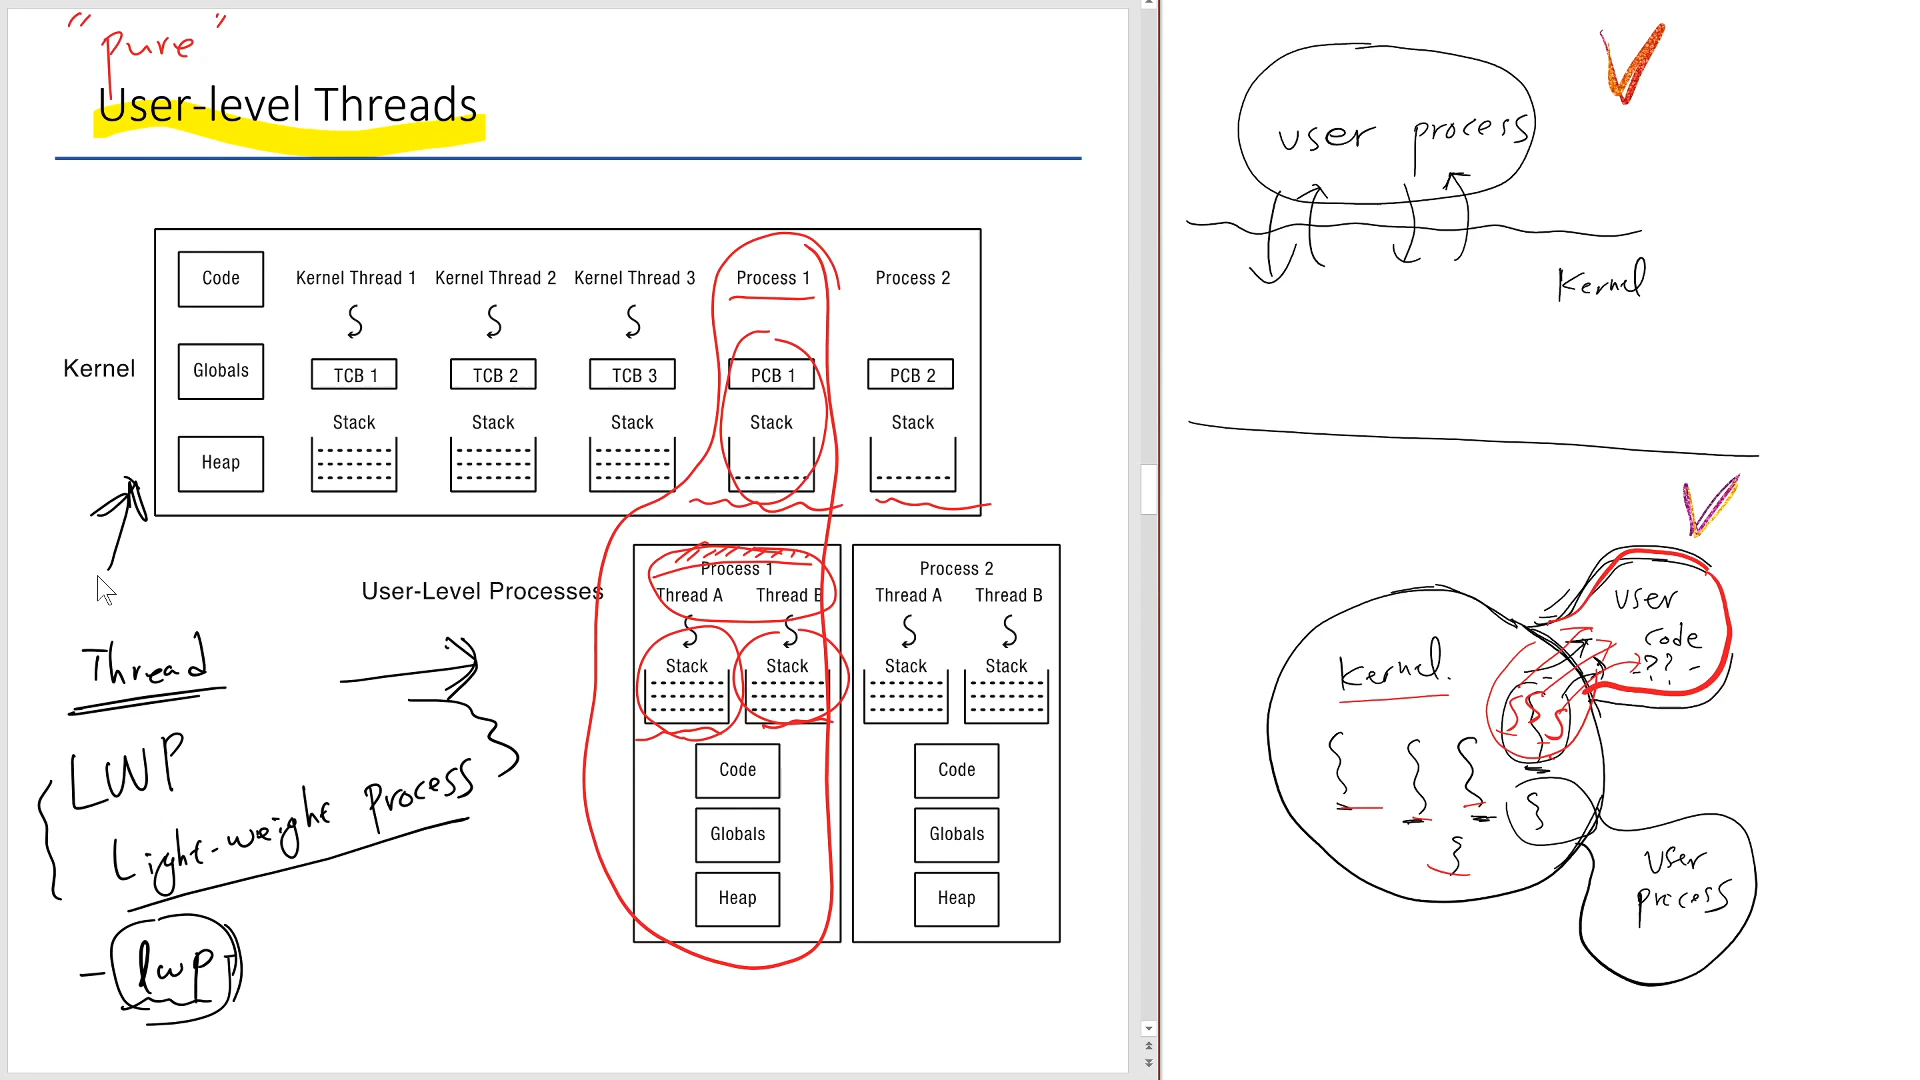 "pure"
User-level Threads
Code
Kernel Thread 1
Kernel Thread 2
Kernel Thread 3
Process 1
Process 2
Kernel
Globals
TCB 1
TCB 2
TCB 3
PCB 1
PCB 2
Stack
Stack
Stack
Stack
Stack
Heap
User-Level Processes
Process 1
Thread A
Thread B
Stack
Stack
Code
Globals
Heap
Process 2
Thread A
Thread B
Stack
Stack
Code
Globals
Heap
Thread
LWP
Light-weight Process
- lwp
user process
Kernel
Kernel.
User
code
??
User
process